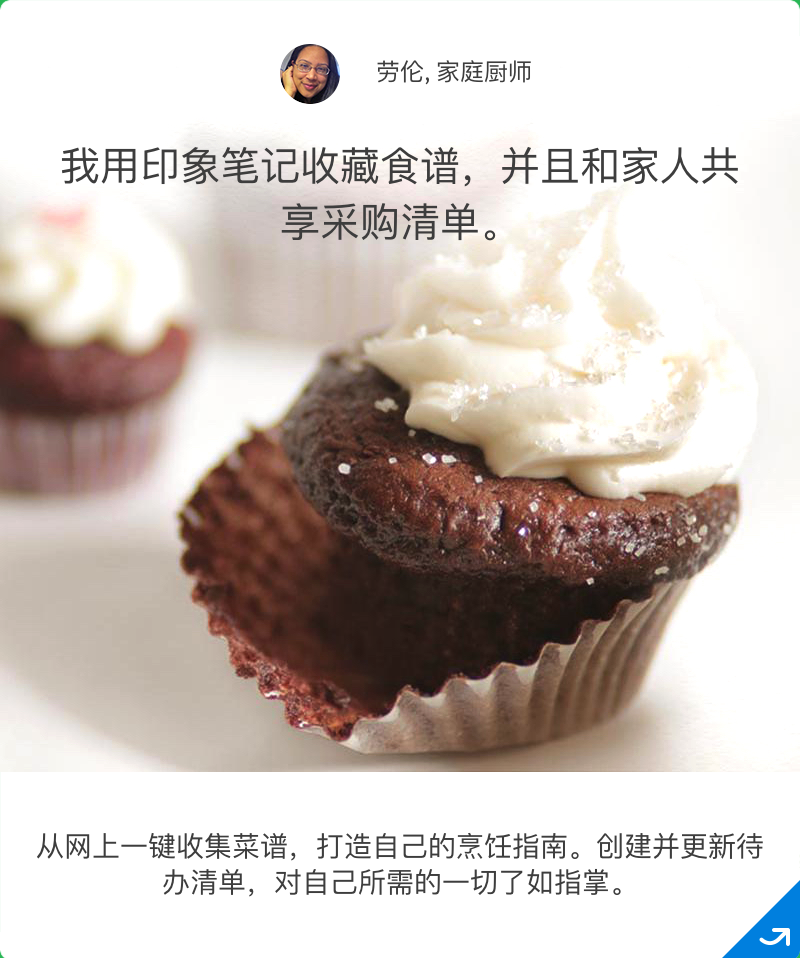 劳伦, 家庭厨师
我用印象笔记收藏食谱，并且和家人共
享采购清单。
从网上一键收集菜谱，打造自己的烹饪指南。创建并更新待
办清单，对自己所需的一切了如指掌。